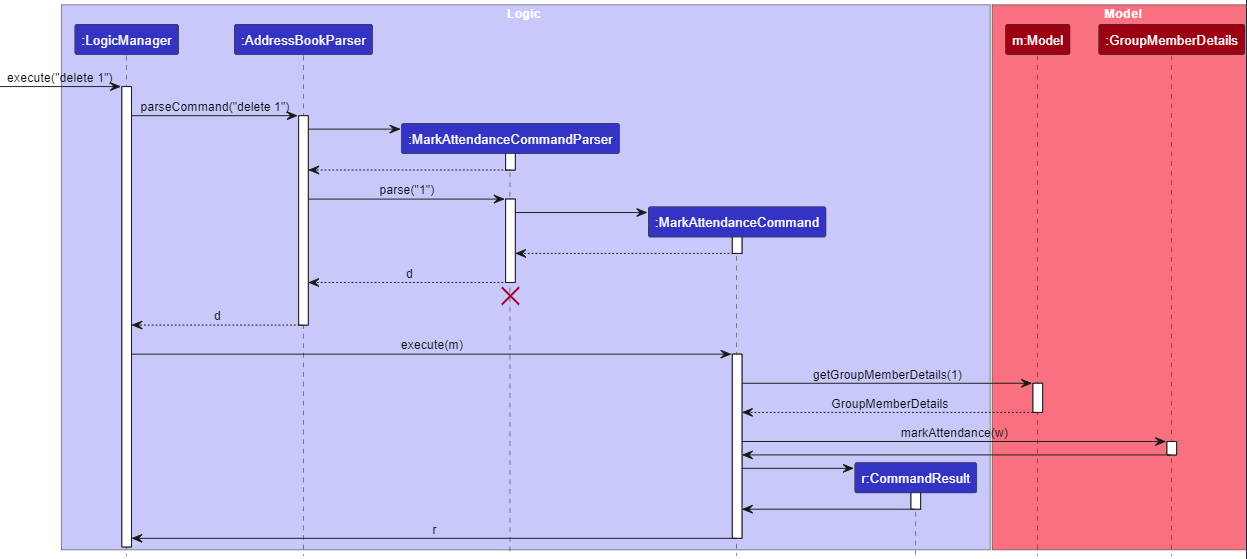 Logic
Model
:LogicManager
:AddressBookParser
m:Model
:GroupMemberDetails
execute("delete 1")
parseCommand("delete 1")
:MarkAttendanceCommandParser
parse("1")
:MarkAttendanceCommand
d
d
execute(m)
getGroupMemberDetails(1)
GroupMemberDetails
markAttendance(w)
r:CommandResult
r